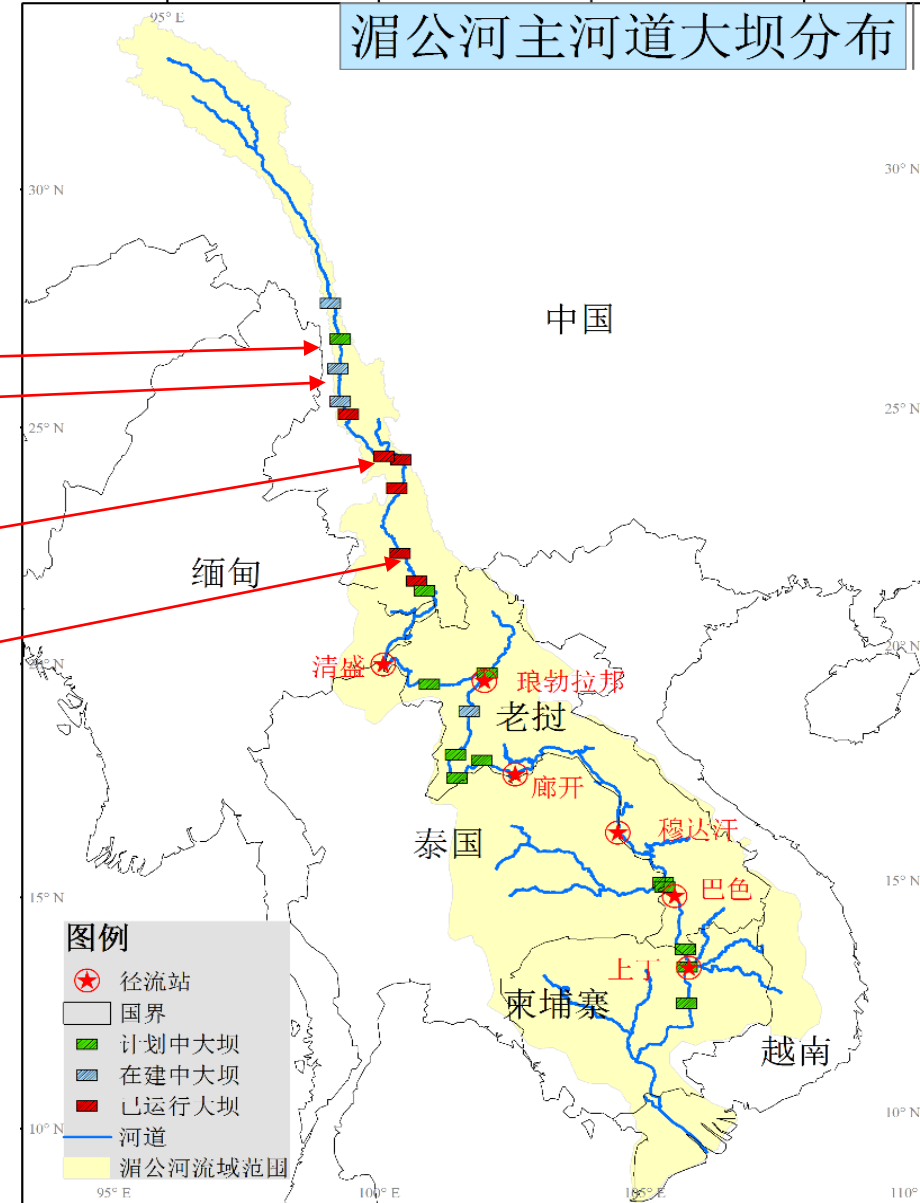 95° E
湄公河主河道大坝分布
30° N
30° N
中国
25° N
25° N
缅甸
20° N
20° N
清盛
琅勃拉邦
老挝
廊开
泰国
穆达汗
15° N
15° N
巴色
上丁
柬埔寨
越南
图例
径流站
国界
计划中大坝
在建中大坝
已运行大坝
河道
湄公河流域范围
10° N
10° N
95° E
100° E
105° E
110°